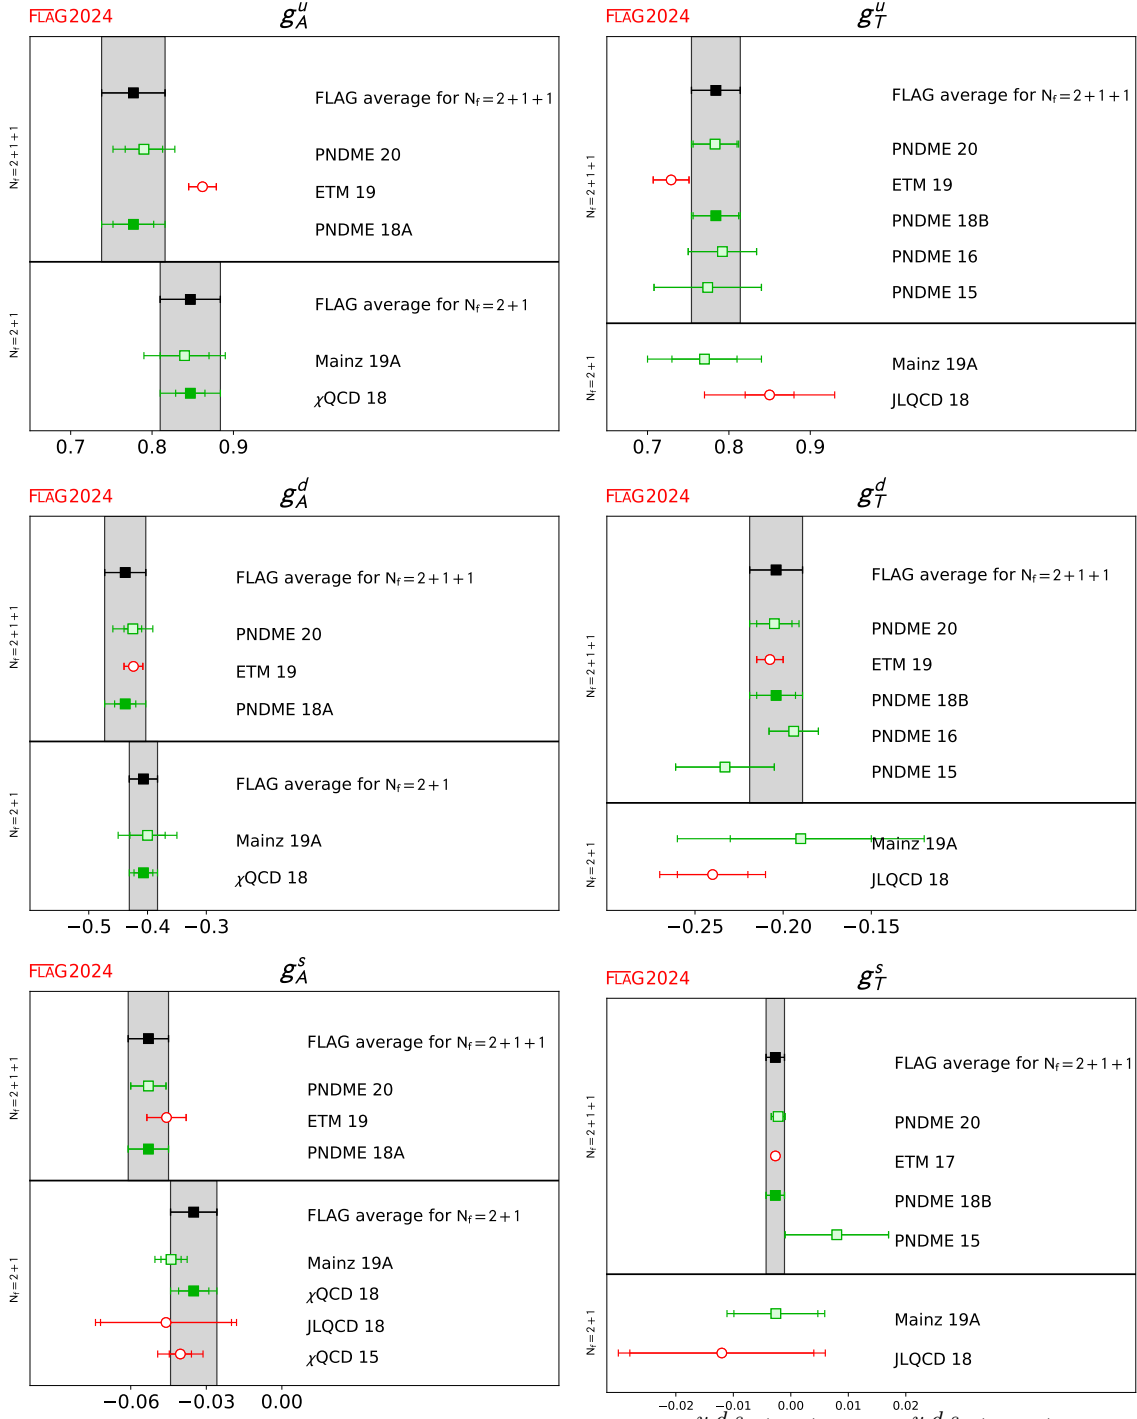 FLAG2024
g_A^u
N_f=2+1+1
FLAG average for N_f=2+1+1
PNDME 20
ETM 19
PNDME 18A
N_f=2+1
FLAG average for N_f=2+1
Mainz 19A
χQCD 18
0.7 0.8 0.9
FLAG2024
g_T^u
N_f=2+1+1
FLAG average for N_f=2+1+1
PNDME 20
ETM 19
PNDME 18B
PNDME 16
PNDME 15
N_f=2+1
Mainz 19A
JLQCD 18
0.7 0.8 0.9
FLAG2024
g_A^d
N_f=2+1+1
FLAG average for N_f=2+1+1
PNDME 20
ETM 19
PNDME 18A
N_f=2+1
FLAG average for N_f=2+1
Mainz 19A
χQCD 18
−0.5 −0.4 −0.3
FLAG2024
g_T^d
N_f=2+1+1
FLAG average for N_f=2+1+1
PNDME 20
ETM 19
PNDME 18B
PNDME 16
PNDME 15
N_f=2+1
Mainz 19A
JLQCD 18
−0.25 −0.20 −0.15
FLAG2024
g_A^s
N_f=2+1+1
FLAG average for N_f=2+1+1
PNDME 20
ETM 19
PNDME 18A
N_f=2+1
FLAG average for N_f=2+1
Mainz 19A
χQCD 18
JLQCD 18
χQCD 15
−0.06 −0.03 0.00
FLAG2024
g_T^s
N_f=2+1+1
FLAG average for N_f=2+1+1
PNDME 20
ETM 17
PNDME 18B
PNDME 15
N_f=2+1
Mainz 19A
JLQCD 18
−0.02 −0.01 0.00 0.01 0.02